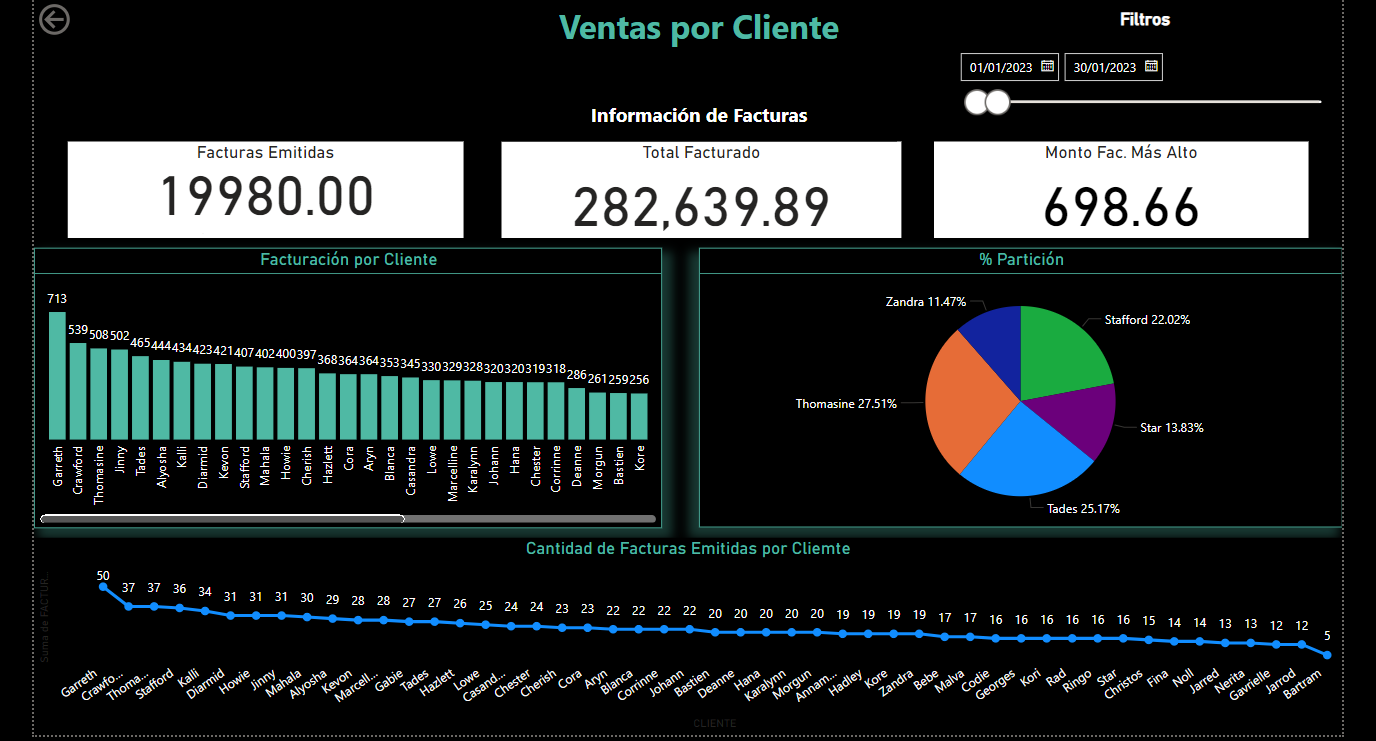 Ventas por Cliente
Filtros
01/01/2023 30/01/2023
Información de Facturas
Facturas Emitidas
19980.00
Total Facturado
282,639.89
Monto Fac. Más Alto
698.66
Facturación por Cliente
713 539 508 502 465 444 434 423 421 407 402 400 397 368 364 364 353 345 330 329 328 320 320 319 318 286 261 259 256
Garreth Crawford Thomasine Jinny Tades Alyosha Kalli Diarmid Kevon Stafford Mahala Howie Cherish Hazlett Cora Aryn Blanca Casandra Lowe Marcelline Karalynn Johann Hana Chester Corrinne Deanne Morgun Bastien Kore
% Partición
Zandra 11.47%
Stafford 22.02%
Thomasine 27.51%
Star 13.83%
Tades 25.17%
Cantidad de Facturas Emitidas por Cliemte
Suma de FACTUR...
50 37 37 36 34 31 31 31 30 29 28 28 27 27 26 25 24 24 23 23 22 22 22 22 20 20 20 20 20 19 19 19 19 17 17 16 16 16 16 16 16 15 14 14 13 13 12 12 5
Garreth Crawfo... Thoma... Stafford Kalli Diarmid Howie Jinny Mahala Alyosha Kevon Marcell... Gabie Tades Hazlett Lowe Casand... Chester Cherish Cora Aryn Blanca Corrinne Johann Bastien Deanne Hana Karalynn Morgun Annam... Hadley Kore Zandra Bebe Malva Codie Georges Kori Rad Ringo Star Christos Fina Noll Jarred Nerita Gavrielle Jarrod Bartram
CLIENTE